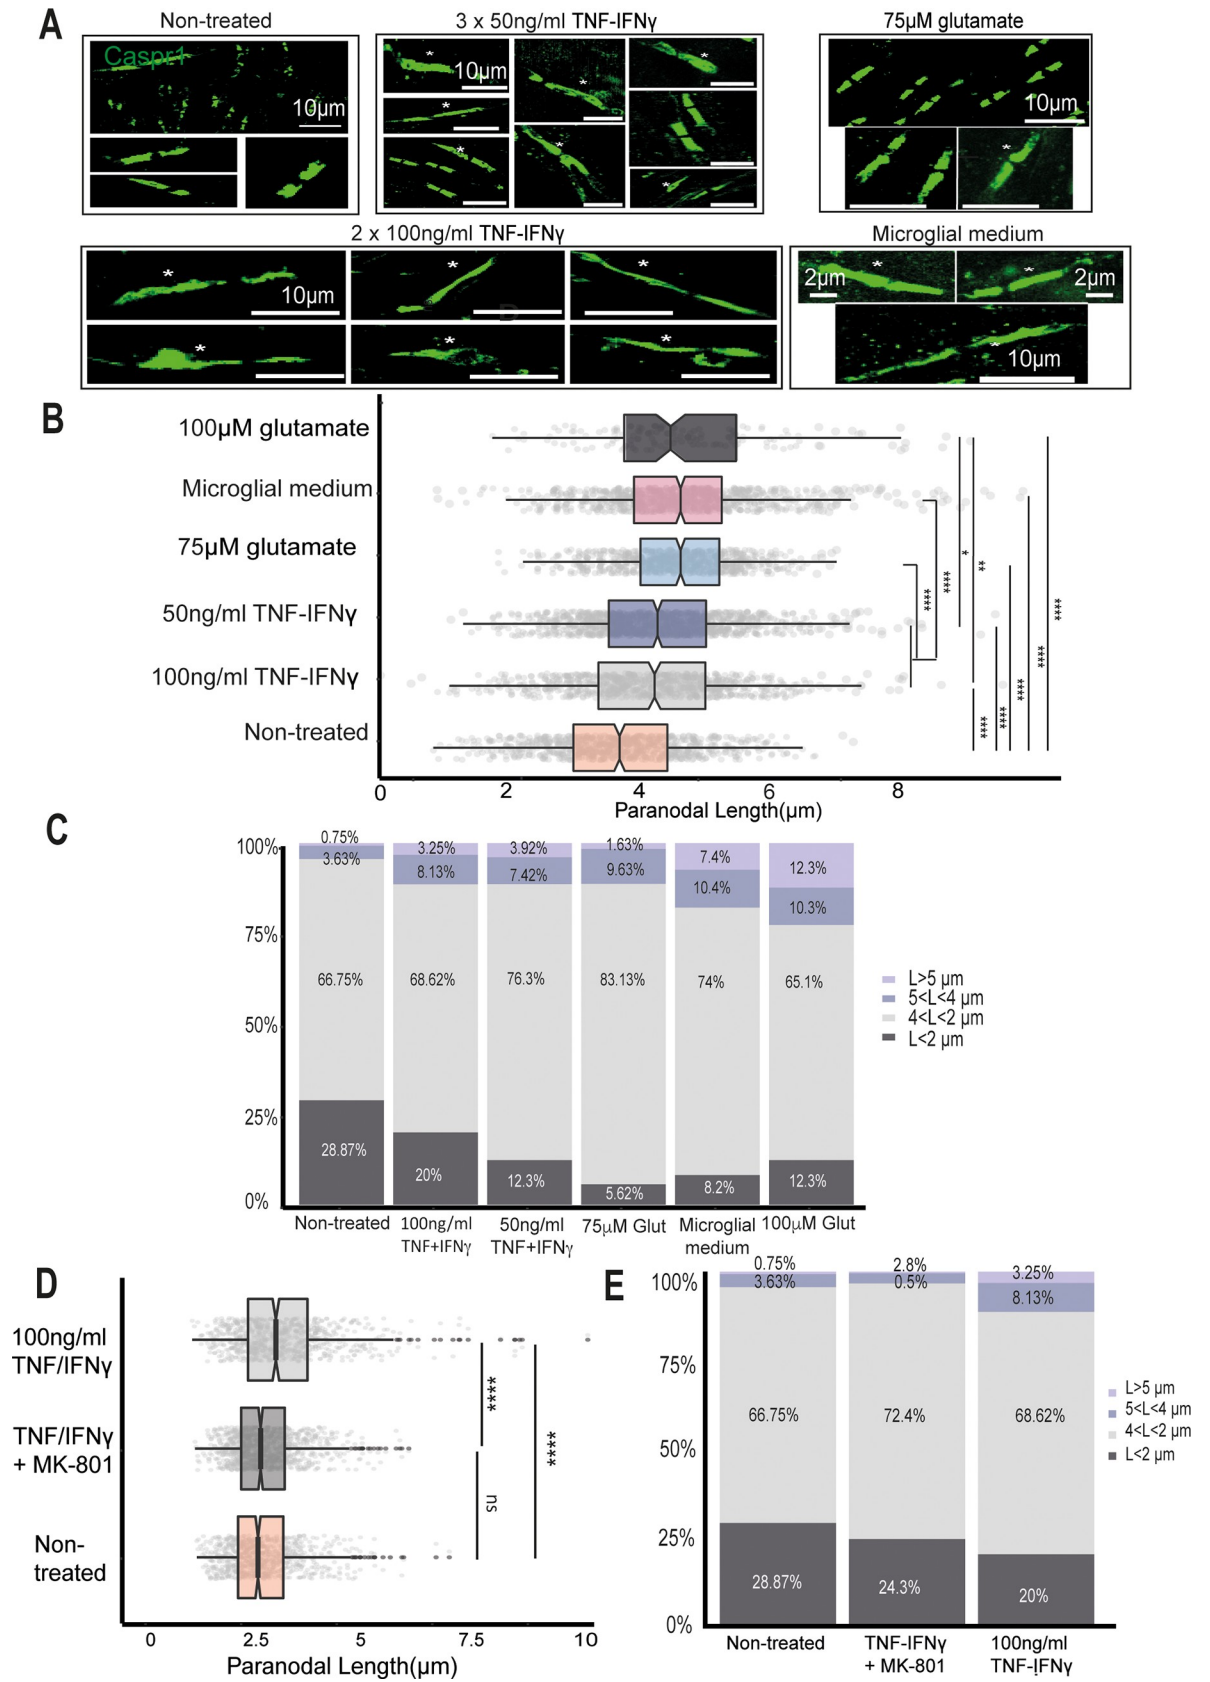 A
Non-treated
3 x 50ng/ml TNF-IFNγ
75µM glutamate
Caspr1
10µm
*
10µm
*
*
*
*
*
*
*
10µm
*
2 x 100ng/ml TNF-IFNγ
Microglial medium
*
10µm
*
*
*
*
*
*
2µm
*
2µm
*
10µm
B
100µM glutamate
Microglial medium
75µM glutamate
50ng/ml TNF-IFNγ
100ng/ml TNF-IFNγ
Non-treated
****
****
*
**
****
****
****
****
****
0 2 4 6 8
Paranodal Length(µm)
C
100%
75%
50%
25%
0%
0.75%
3.63%
66.75%
28.87%
3.25%
8.13%
68.62%
20%
3.92%
7.42%
76.3%
12.3%
1.63%
9.63%
83.13%
5.62%
7.4%
10.4%
74%
8.2%
12.3%
10.3%
65.1%
12.3%
L>5 µm
5<L<4 µm
4<L<2 µm
L<2 µm
Non-treated
100ng/ml
TNF+IFNγ
50ng/ml
TNF+IFNγ
75µM Glut
Microglial
medium
100µM Glut
D
100ng/ml
TNF/IFNγ
TNF/IFNγ
+ MK-801
Non-
treated
****
ns
****
0 2.5 5 7.5 10
Paranodal Length(µm)
E
100%
75%
50%
25%
0%
0.75%
3.63%
66.75%
28.87%
2.8%
0.5%
72.4%
24.3%
3.25%
8.13%
68.62%
20%
L>5 µm
5<L<4 µm
4<L<2 µm
L<2 µm
Non-treated
TNF-IFNγ
+ MK-801
100ng/ml
TNF-IFNγ